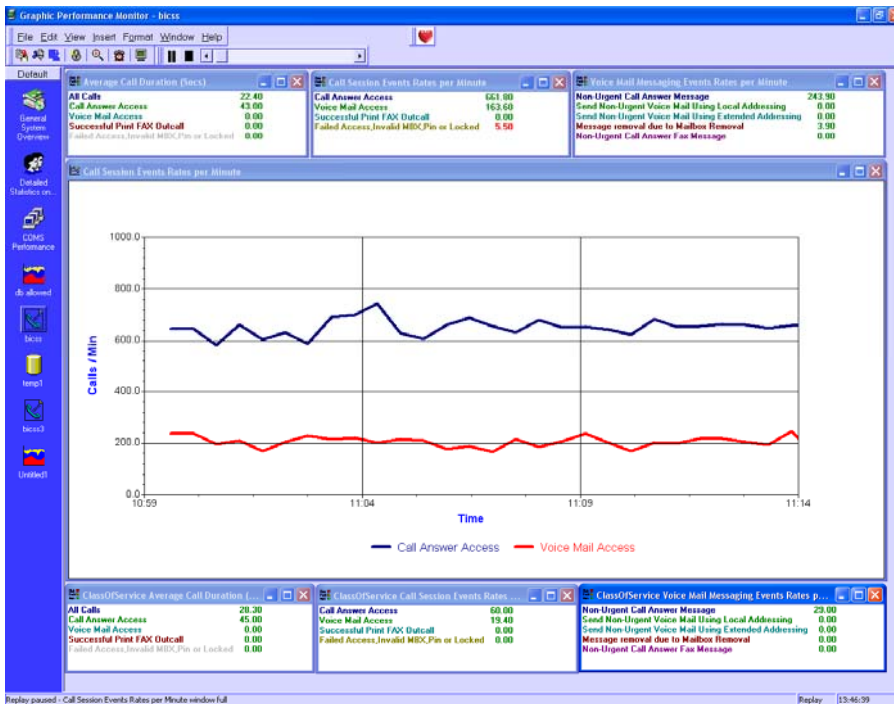 Graphic Performance Monitor - bicss
File Edit View Insert Format Window Help
Default
General System Overview
Detailed Statistics on...
COMS Performance
db allowed
bicss
temp1
bicss3
Untitled1
Average Call Duration (Secs)
All Calls 22.40
Call Answer Access 43.00
Voice Mail Access 0.00
Successful Print FAX Outcall 0.00
Failed Access,Invalid MBX,Pin or Locked 0.00
Call Session Events Rates per Minute
Call Answer Access 661.80
Voice Mail Access 163.60
Successful Print FAX Outcall 0.00
Failed Access,Invalid MBX,Pin or Locked 5.50
Voice Mail Messaging Events Rates per Minute
Non-Urgent Call Answer Message 243.90
Send Non-Urgent Voice Mail Using Local Addressing 0.00
Send Non-Urgent Voice Mail Using Extended Addressing 0.00
Message removal due to Mailbox Removal 3.90
Non-Urgent Call Answer Fax Message 0.00
Call Session Events Rates per Minute
1000.0
800.0
600.0
400.0
200.0
0.0
Calls / Min
10:59 11:04 11:09 11:14
Time
Call Answer Access Voice Mail Access
ClassOfService Average Call Duration (...
All Calls 28.30
Call Answer Access 45.00
Voice Mail Access 0.00
Successful Print FAX Outcall 0.00
Failed Access,Invalid MBX,Pin or Locked 0.00
ClassOfService Call Session Events Rates ...
Call Answer Access 60.00
Voice Mail Access 19.40
Successful Print FAX Outcall 0.00
Failed Access,Invalid MBX,Pin or Locked 0.00
ClassOfService Voice Mail Messaging Events Rates p...
Non-Urgent Call Answer Message 29.00
Send Non-Urgent Voice Mail Using Local Addressing 0.00
Send Non-Urgent Voice Mail Using Extended Addressing 0.00
Message removal due to Mailbox Removal 0.00
Non-Urgent Call Answer Fax Message 0.00
Replay paused - Call Session Events Rates per Minute window full
Replay 13:46:39